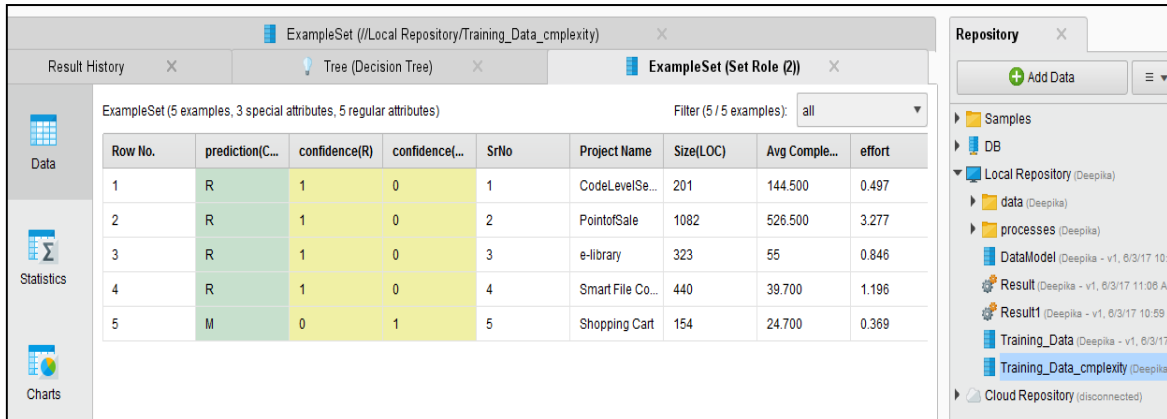 ExampleSet (//Local Repository/Training_Data_cmplexity)
Result History
Tree (Decision Tree)
ExampleSet (Set Role (2))
ExampleSet (5 examples, 3 special attributes, 5 regular attributes)
Filter (5 / 5 examples): all
Row No. prediction(C... confidence(R) confidence(... SrNo Project Name Size(LOC) Avg Comple... effort
1 R 1 0 1 CodeLevelSe... 201 144.500 0.497
2 R 1 0 2 PointofSale 1082 526.500 3.277
3 R 1 0 3 e-library 323 55 0.846
4 R 1 0 4 Smart File Co... 440 39.700 1.196
5 M 0 1 5 Shopping Cart 154 24.700 0.369
Data
Statistics
Charts
Repository
Add Data
Samples
DB
Local Repository (Deepika)
data (Deepika)
processes (Deepika)
DataModel (Deepika - v1, 6/3/17 10:
Result (Deepika - v1, 6/3/17 11:06 A
Result1 (Deepika - v1, 6/3/17 10:59
Training_Data (Deepika - v1, 6/3/17
Training_Data_cmplexity (Deepika
Cloud Repository (disconnected)